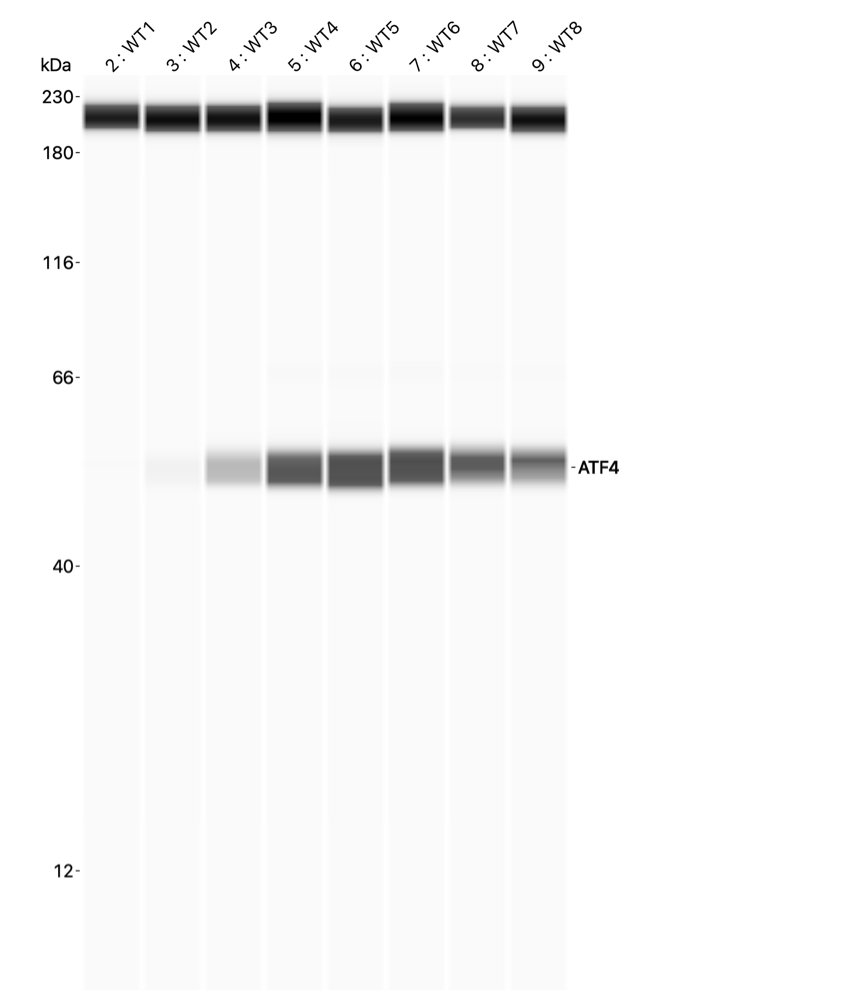 kDa
2 : WT1
3 : WT2
4 : WT3
5 : WT4
6 : WT5
7 : WT6
8 : WT7
9 : WT8
230-
180-
116-
66-
-ATF4
40-
12-